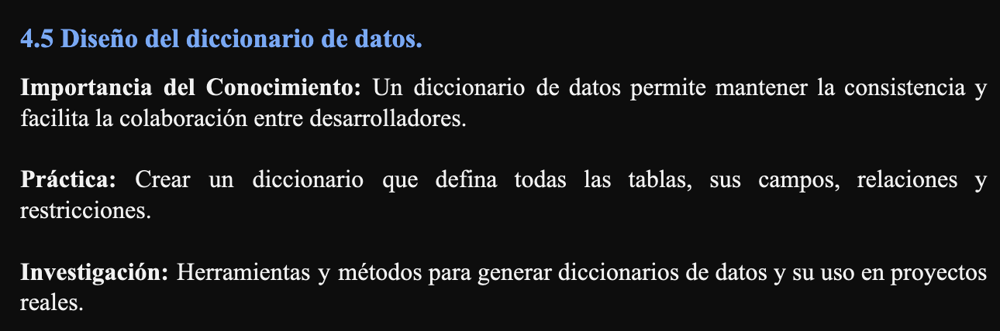 4.5 Diseño del diccionario de datos.
Importancia del Conocimiento: Un diccionario de datos permite mantener la consistencia y
facilita la colaboración entre desarrolladores.
Práctica: Crear un diccionario que defina todas las tablas, sus campos, relaciones y
restricciones.
Investigación: Herramientas y métodos para generar diccionarios de datos y su uso en proyectos
reales.